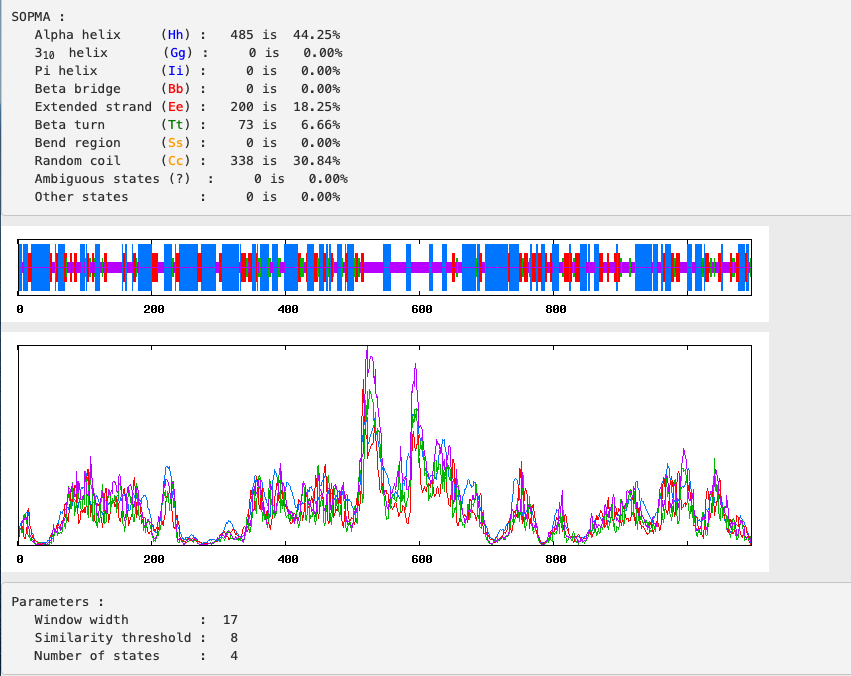 SOPMA :
Alpha helix (Hh) : 485 is 44.25%
3₁₀ helix (Gg) : 0 is 0.00%
Pi helix (Ii) : 0 is 0.00%
Beta bridge (Bb) : 0 is 0.00%
Extended strand (Ee) : 200 is 18.25%
Beta turn (Tt) : 73 is 6.66%
Bend region (Ss) : 0 is 0.00%
Random coil (Cc) : 338 is 30.84%
Ambiguous states (?) : 0 is 0.00%
Other states : 0 is 0.00%
0 200 400 600 800
0 200 400 600 800
Parameters :
Window width : 17
Similarity threshold : 8
Number of states : 4